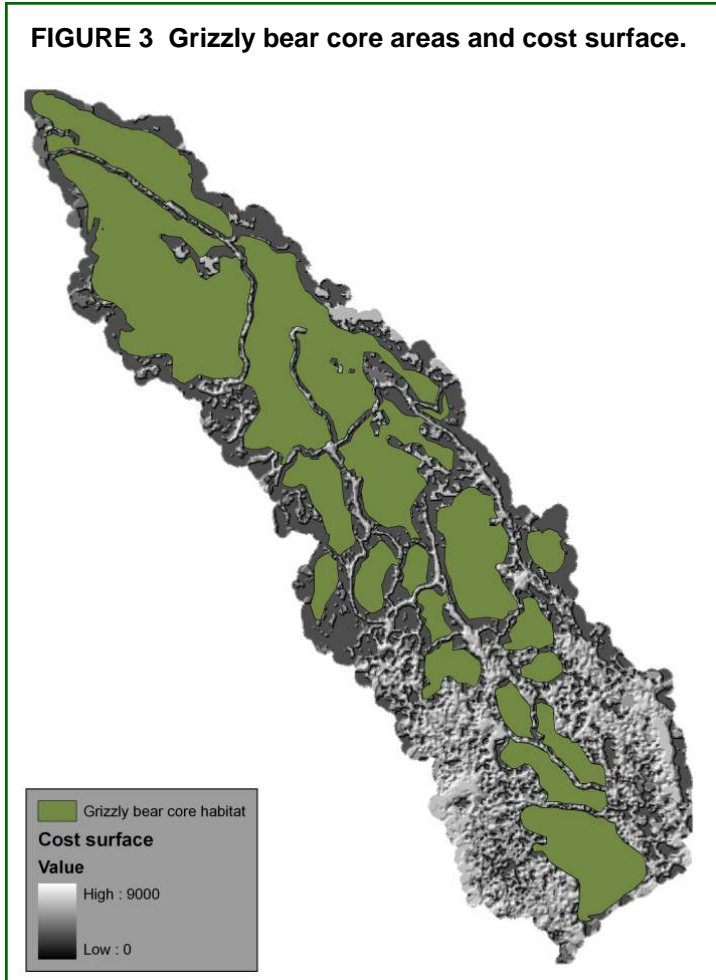 FIGURE 3 Grizzly bear core areas and cost surface.
Grizzly bear core habitat
Cost surface
Value
High : 9000
Low : 0